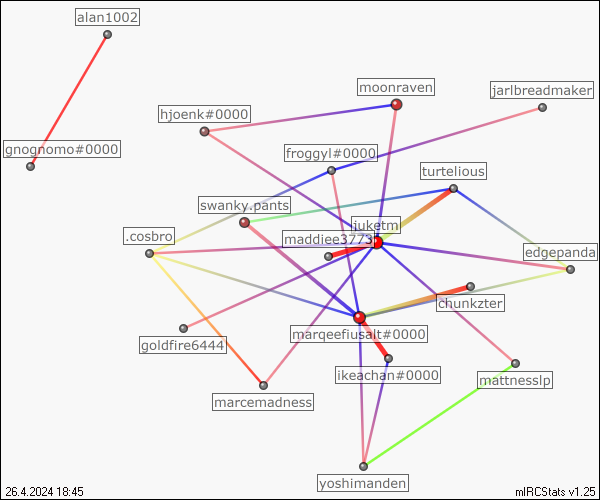 alan1002
moonraven
jarlbreadmaker
hjoenk#0000
gnognomo#0000
froggyl#0000
turtelious
swanky.pants
juketm
.cosbro
maddiee3773
edgepanda
chunkzter
marqeefiusalt#0000
goldfire6444
ikeachan#0000
mattnesslp
marcemadness
yoshimanden
26.4.2024 18:45
mIRCStats v1.25